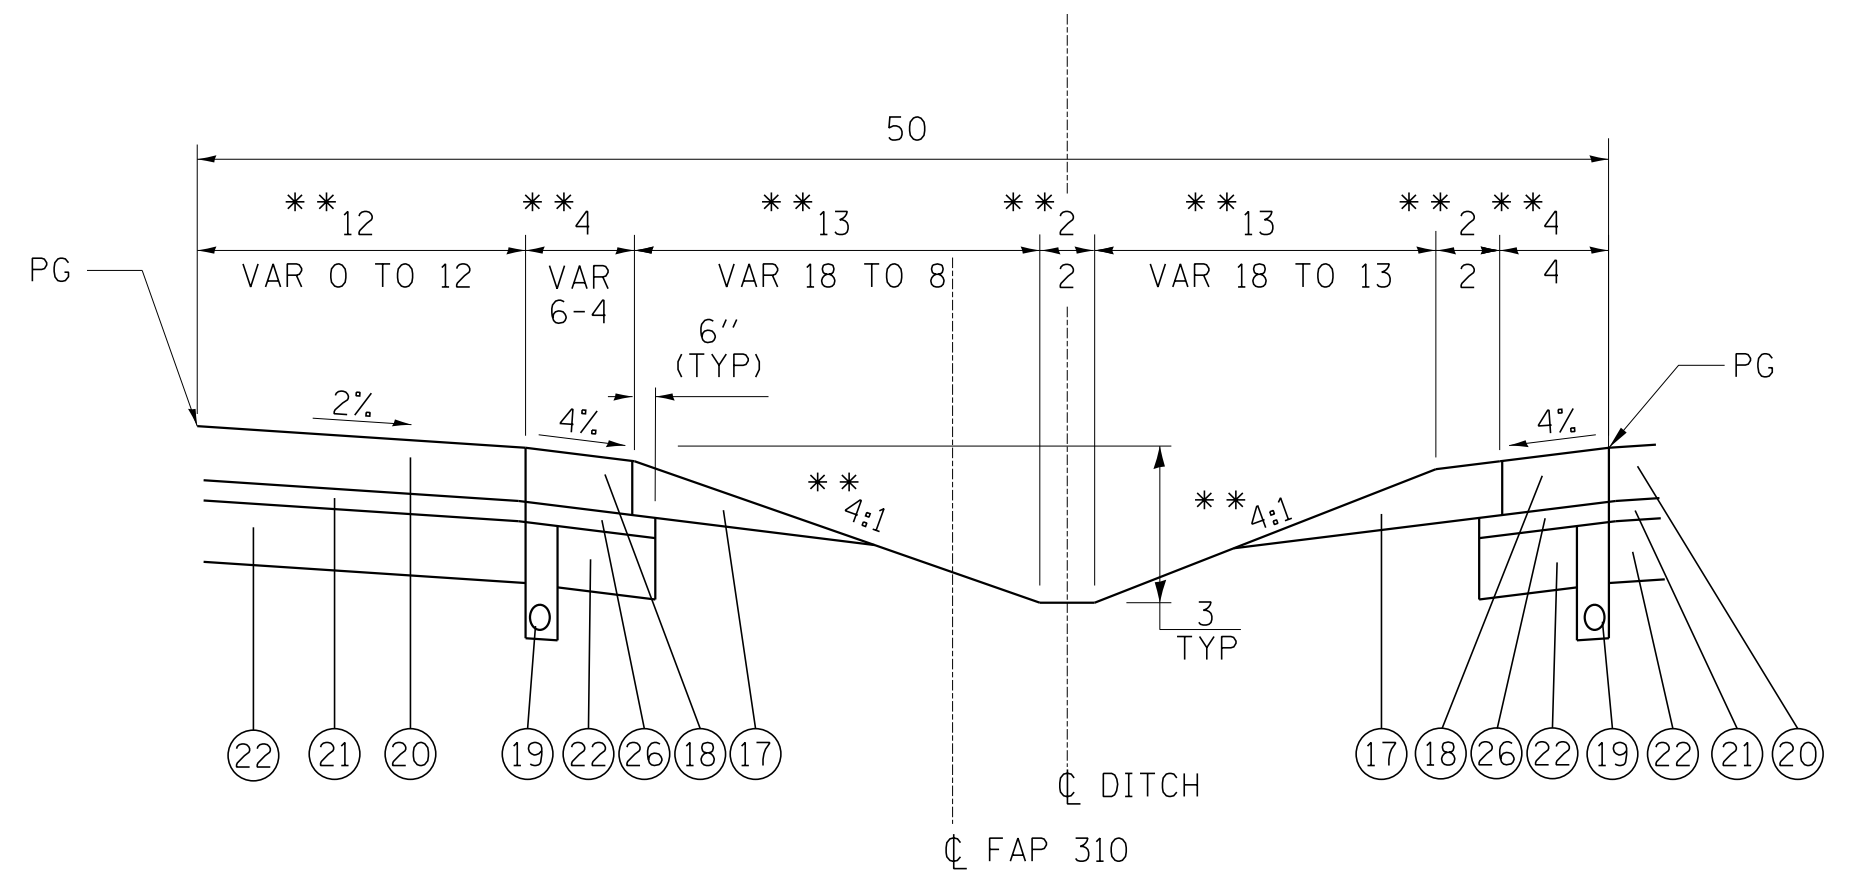 50
**12 **4 **13 **2 **13 **2 **4
VAR 0 TO 12 VAR 6-4 VAR 18 TO 8 2 VAR 18 TO 13 2 4
PG
6''
(TYP)
PG
2%
4%
4%
**4:1
**4:1
3
TYP
22 21 20 19 22 26 18 17 17 18 26 22 19 22 21 20
℄ DITCH
℄ FAP 310